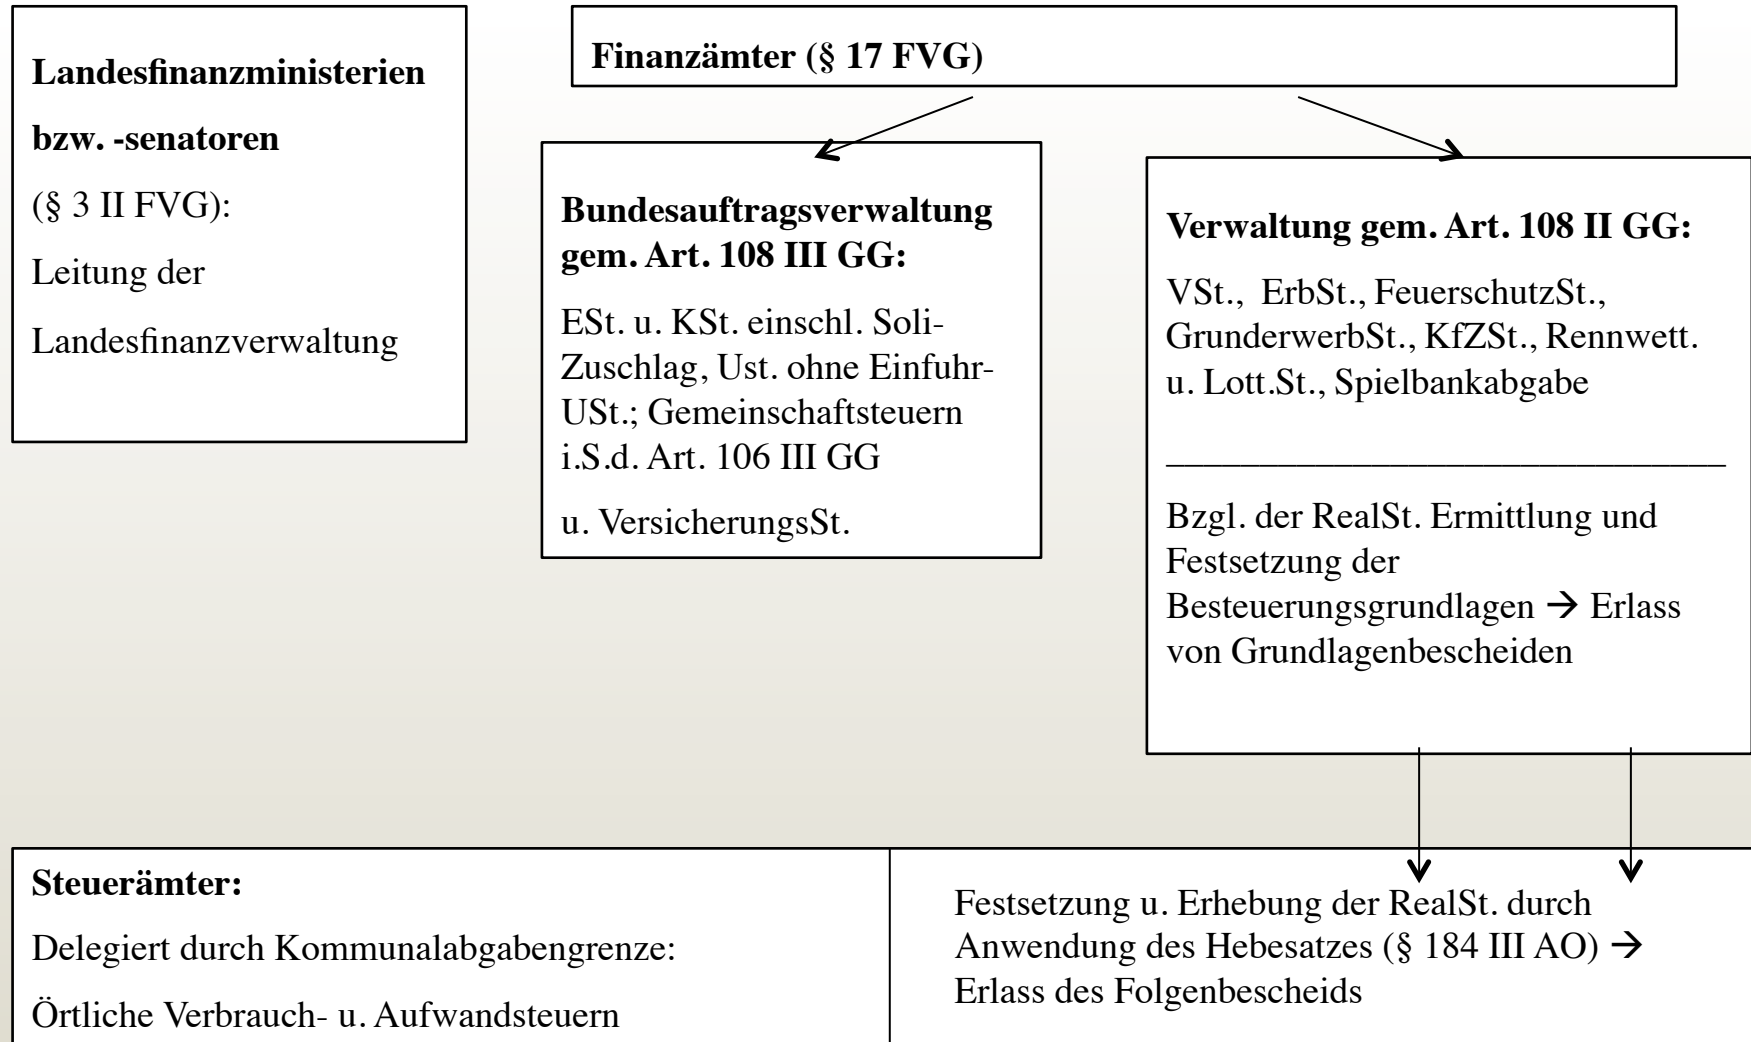 Landesfinanzministerien
bzw. -senatoren
(§ 3 II FVG):
Leitung der
Landesfinanzverwaltung
Finanzämter (§ 17 FVG)
Bundesauftragsverwaltung
gem. Art. 108 III GG:
ESt. u. KSt. einschl. Soli-
Zuschlag, Ust. ohne Einfuhr-
USt.; Gemeinschaftsteuern
i.S.d. Art. 106 III GG
u. VersicherungsSt.
Verwaltung gem. Art. 108 II GG:
VSt., ErbSt., FeuerschutzSt.,
GrunderwerbSt., KfZSt., Rennwett.
u. Lott.St., Spielbankabgabe
Bzgl. der RealSt. Ermittlung und
Festsetzung der
Besteuerungsgrundlagen → Erlass
von Grundlagenbescheiden
Steuerämter:
Delegiert durch Kommunalabgabengrenze:
Örtliche Verbrauch- u. Aufwandsteuern
Festsetzung u. Erhebung der RealSt. durch
Anwendung des Hebesatzes (§ 184 III AO) →
Erlass des Folgenbescheids